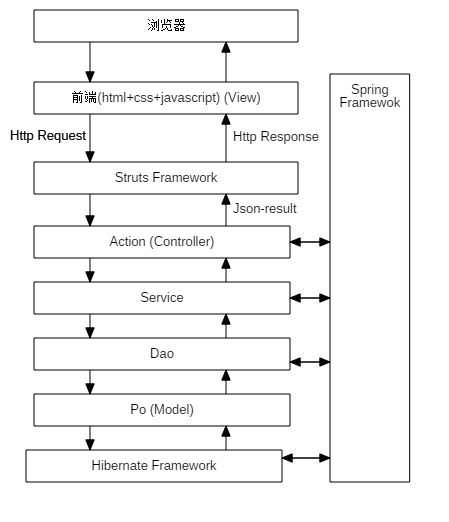 浏览器
前端(html+css+javascript) (View)
Spring
Framewok
Http Request
Http Response
Struts Framework
Json-result
Action (Controller)
Service
Dao
Po (Model)
Hibernate Framework